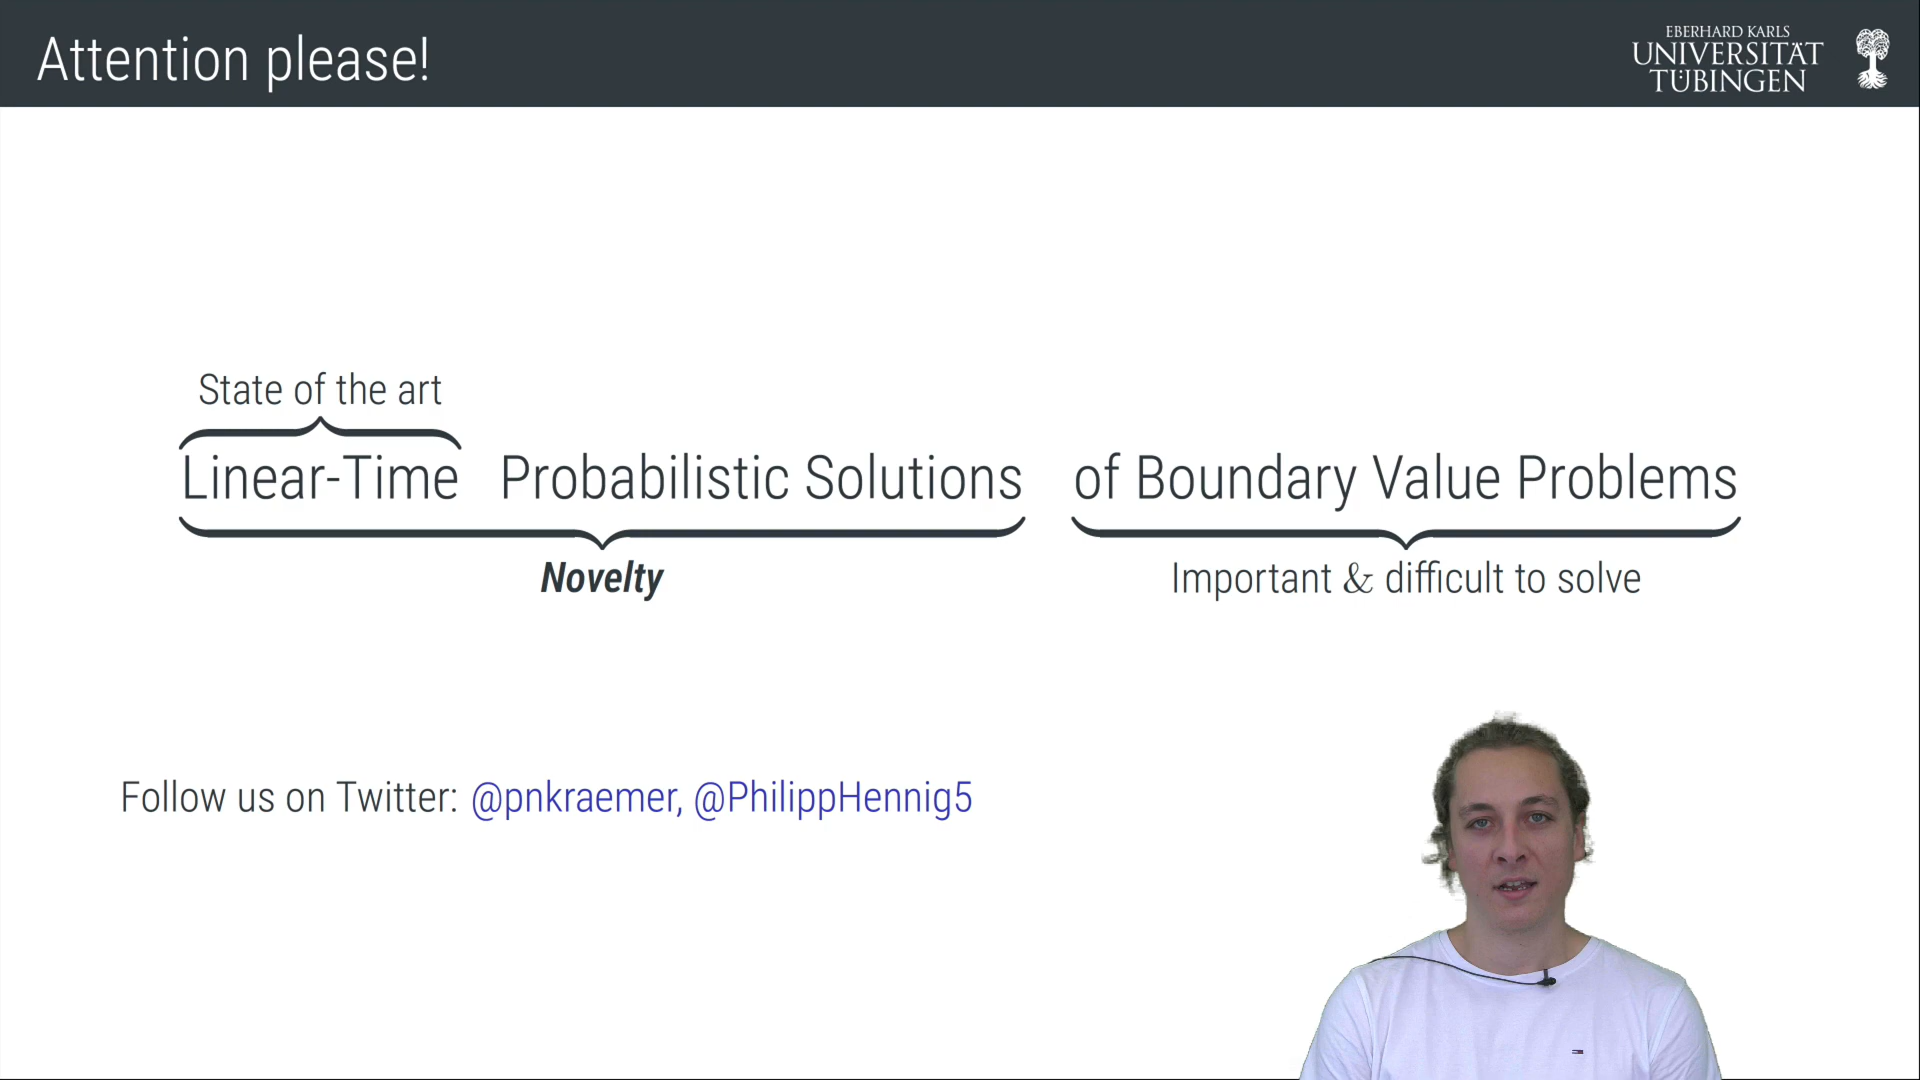 Attention please!
EBERHARD KARLS
UNIVERSITÄT
TÜBINGEN
State of the art
Linear-Time Probabilistic Solutions of Boundary Value Problems
Novelty
Important & difficult to solve
Follow us on Twitter: @pnkraemer, @PhilippHennig5